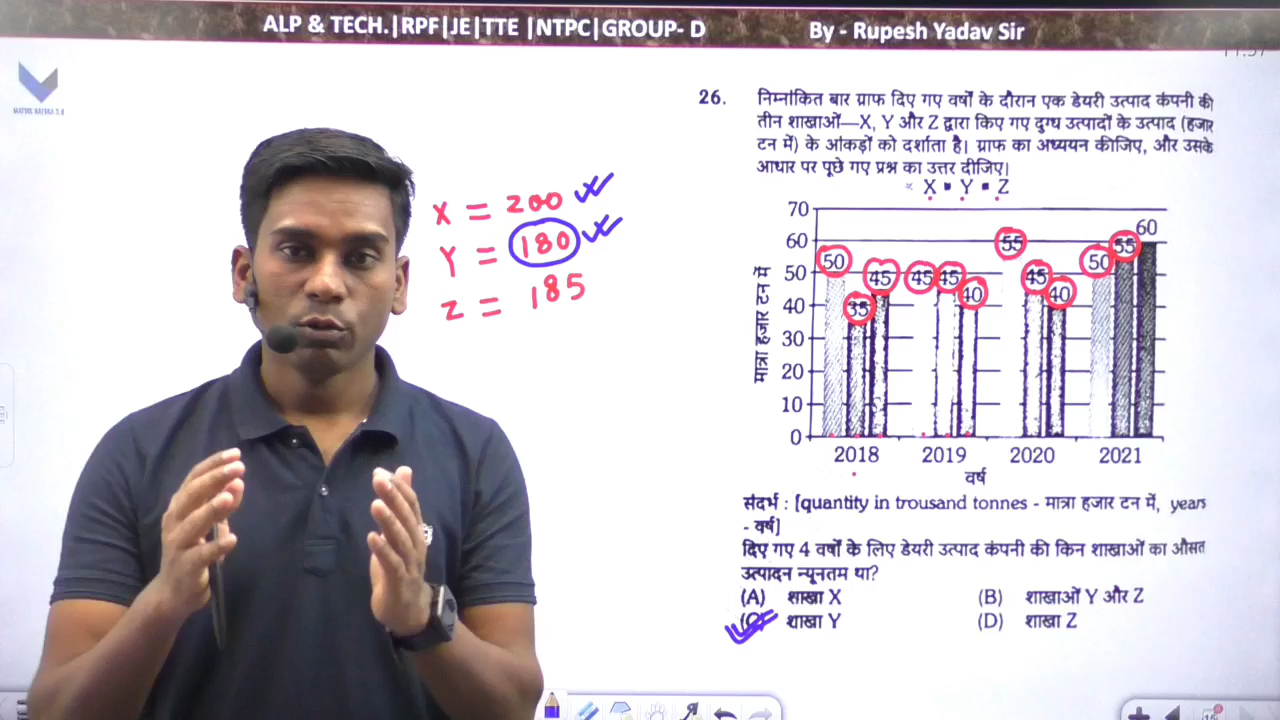 ALP & TECH.|RPF|JE|TTE |NTPC|GROUP- D By - Rupesh Yadav Sir
26. निम्नांकित बार ग्राफ दिए गए वर्षों के दौरान एक डेयरी उत्पाद कंपनी की
तीन शाखाओं—X, Y और Z द्वारा किए गए दुग्ध उत्पादों के उत्पाद (हजार
टन में) के आंकड़ों को दर्शाता है। ग्राफ का अध्ययन कीजिए, और उसके
आधार पर पूछे गए प्रश्न का उत्तर दीजिए।
X Y Z
X = 200
Y = 180
Z = 185
मात्रा हजार टन में
70
60
50
40
30
20
10
0
50 35 45 45 45 40 55 45 40 50 55 60
2018 2019 2020 2021
वर्ष
संदर्भ : [quantity in trousand tonnes - मात्रा हजार टन में, years
- वर्ष]
दिए गए 4 वर्षों के लिए डेयरी उत्पाद कंपनी की किन शाखाओं का औसत
उत्पादन न्यूनतम था?
(A) शाखा X (B) शाखाओं Y और Z
(C) शाखा Y (D) शाखा Z